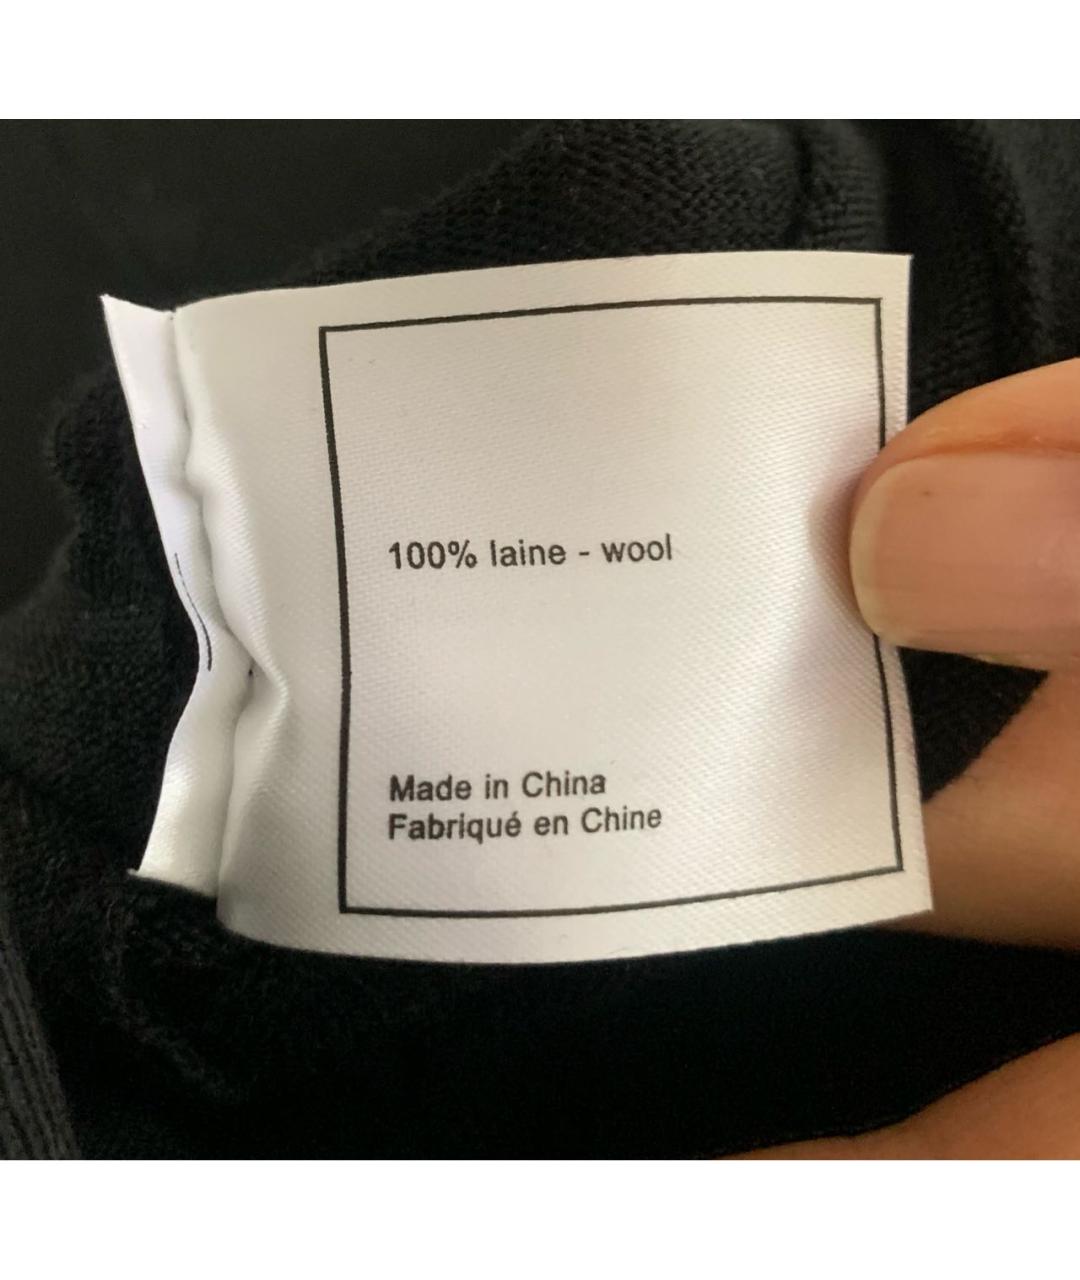 100% laine - wool
Made in China
Fabriqué en Chine